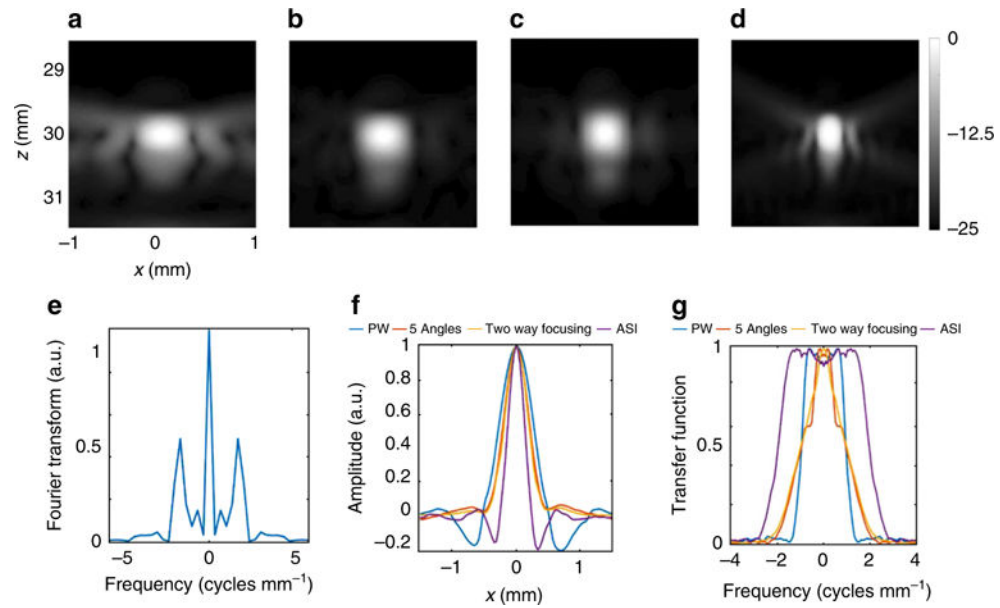 a
b
c
d
29
30
31
z (mm)
–1
0
1
x (mm)
0
–12.5
–25
e
1
0.5
0
Fourier transform (a.u.)
–5
0
5
Frequency (cycles mm–1)
f
PW 5 Angles Two way focusing ASI
1
0.8
0.6
0.4
0.2
0
–0.2
Amplitude (a.u.)
–1
0
1
x (mm)
g
PW 5 Angles Two way focusing ASI
1
0.5
0
Transfer function
–4
–2
0
2
4
Frequency (cycles mm–1)